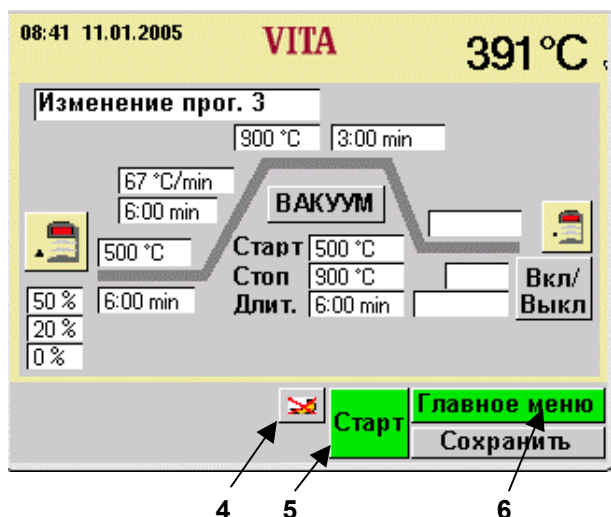 08:41 11.01.2005 VITA 391°C
Изменение прог. 3
900 °C 3:00 min
67 °C/min
6:00 min
ВАКУУМ
500 °C
Старт 500 °C
Стоп 900 °C
Длит. 6:00 min
Вкл/
Выкл
50 % 6:00 min
20 %
0 %
Старт
Главное меню
Сохранить
4 5 6